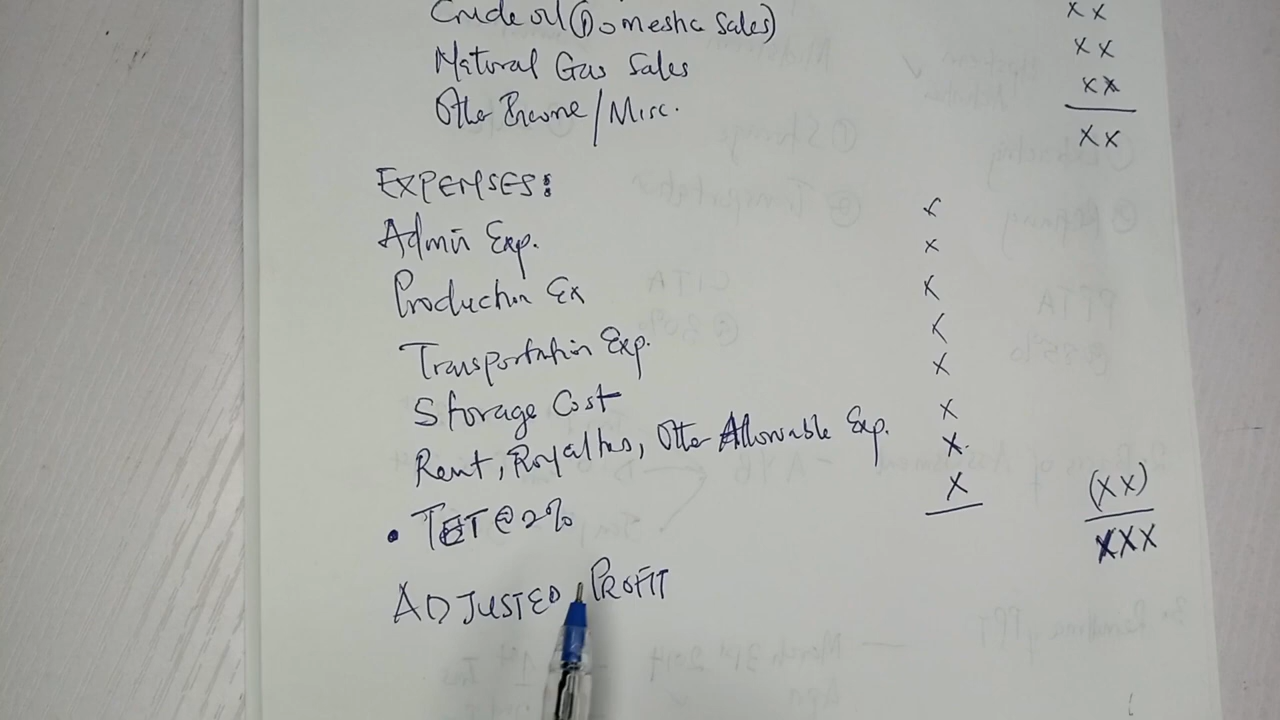 Crude oil (Domestic Sales) xx
Natural Gas Sales xx
Other Income/Misc. xx
xx
EXPENSES:
Admin Exp. x
Production Ex x
Transportation Exp. x
Storage Cost x
Rent, Royalties, Other Allowable Exp. x
• TET @ 2% x (xx)
ADJUSTED PROFIT xxx